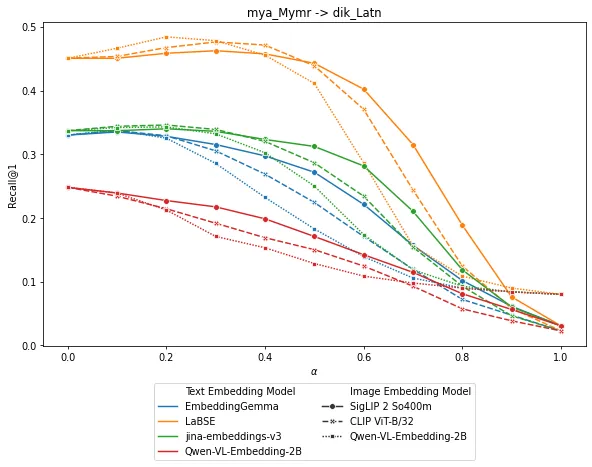 mya_Mymr -> dik_Latn
Recall@1
0.5
0.4
0.3
0.2
0.1
0.0
0.0 0.2 0.4 0.6 0.8 1.0
α
Text Embedding Model
EmbeddingGemma
LaBSE
jina-embeddings-v3
Qwen-VL-Embedding-2B
Image Embedding Model
SigLIP 2 So400m
CLIP ViT-B/32
Qwen-VL-Embedding-2B